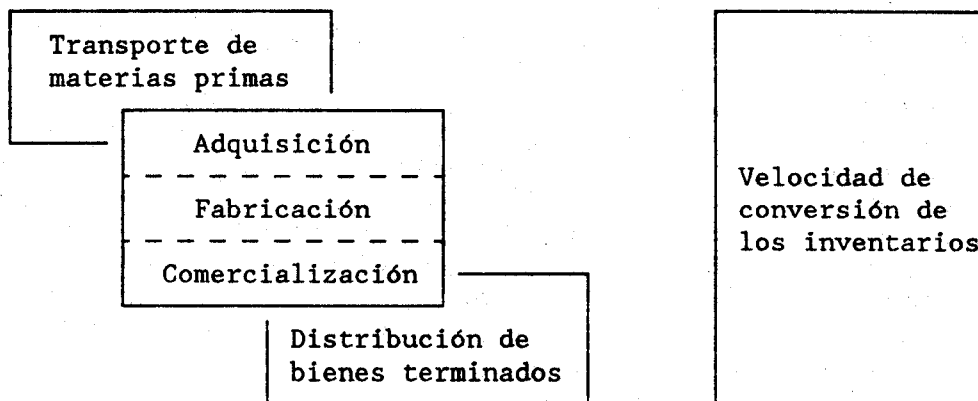 Transporte de
materias primas
Adquisición
Fabricación
Comercialización
Distribución de
bienes terminados
Velocidad de
conversión de
los inventarios